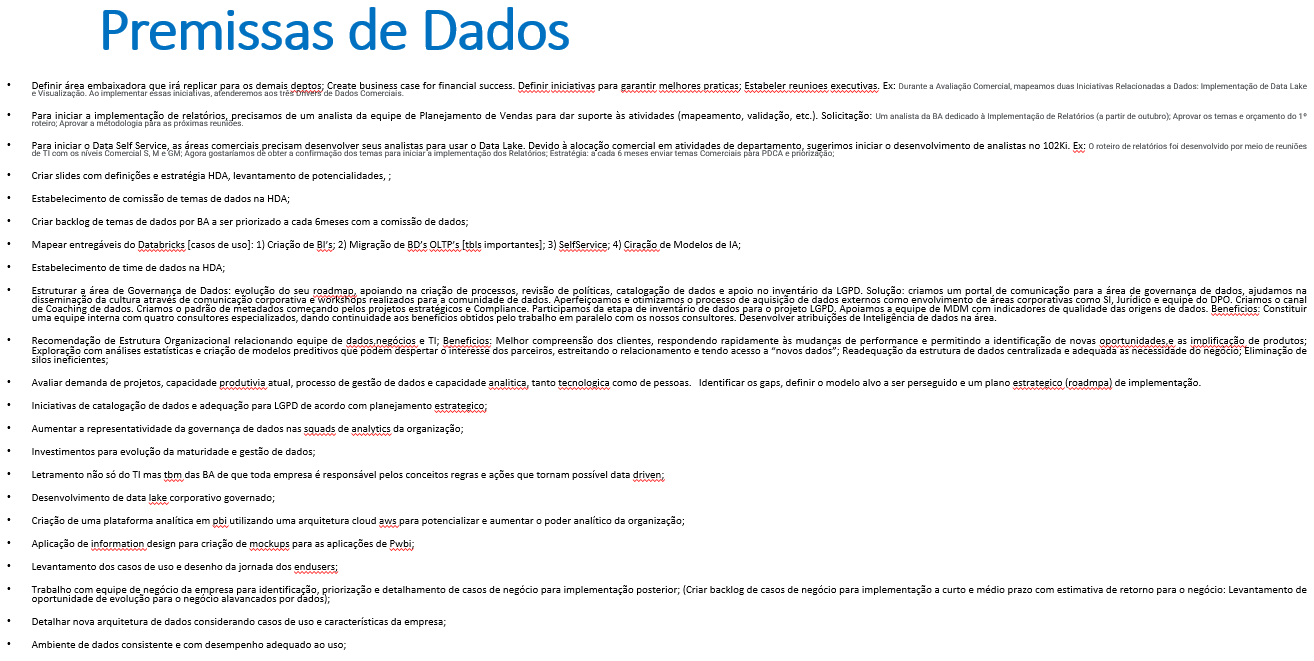 Premissas de Dados
• Definir área embaixadora que irá replicar para os demais deptos; Create business case for financial success. Definir iniciativas para garantir melhores praticas; Estabeler reunioes executivas. Ex: Durante a Avaliação Comercial, mapeamos duas Iniciativas Relacionadas a Dados: Implementação de Data Lake
e Visualização. Ao implementar essas iniciativas, atenderemos aos três Drivers de Dados Comerciais.
• Para iniciar a implementação de relatórios, precisamos de um analista da equipe de Planejamento de Vendas para dar suporte às atividades (mapeamento, validação, etc.). Solicitação: Um analista da BA dedicado à Implementação de Relatórios (a partir de outubro); Aprovar os temas e orçamento do 1º
roteiro; Aprovar a metodologia para as próximas reuniões.
• Para iniciar o Data Self Service, as áreas comerciais precisam desenvolver seus analistas para usar o Data Lake. Devido à alocação comercial em atividades de departamento, sugerimos iniciar o desenvolvimento de analistas no 102Ki. Ex: O roteiro de relatórios foi desenvolvido por meio de reuniões
de TI com os níveis Comercial S, M e GM; Agora gostaríamos de obter a confirmação dos temas para iniciar a implementação dos Relatórios; Estratégia: a cada 6 meses enviar temas Comerciais para PDCA e priorização;
• Criar slides com definições e estratégia HDA, levantamento de potencialidades, ;
• Estabelecimento de comissão de temas de dados na HDA;
• Criar backlog de temas de dados por BA a ser priorizado a cada 6meses com a comissão de dados;
• Mapear entregáveis do Databricks [casos de uso]: 1) Criação de BI's; 2) Migração de BD's OLTP's [tbls importantes]; 3) SelfService; 4) Ciração de Modelos de IA;
• Estabelecimento de time de dados na HDA;
• Estruturar a área de Governança de Dados: evolução do seu roadmap, apoiando na criação de processos, revisão de políticas, catalogação de dados e apoio no inventário da LGPD. Solução: criamos um portal de comunicação para a área de governança de dados, ajudamos na
disseminação da cultura através de comunicação corporativa e workshops realizados para a comunidade de dados. Aperfeiçoamos e otimizamos o processo de aquisição de dados externos como envolvimento de áreas corporativas como SI, Jurídico e equipe do DPO. Criamos o canal
de Coaching de dados. Criamos o padrão de metadados começando pelos projetos estratégicos e Compliance. Participamos da etapa de inventário de dados para o projeto LGPD. Apoiamos a equipe de MDM com indicadores de qualidade das origens de dados. Benefícios: Constituir
uma equipe interna com quatro consultores especializados, dando continuidade aos benefícios obtidos pelo trabalho em paralelo com os nossos consultores. Desenvolver atribuições de Inteligência de dados na área.
• Recomendação de Estrutura Organizacional relacionando equipe de dados,negócios e TI; Benefícios: Melhor compreensão dos clientes, respondendo rapidamente às mudanças de performance e permitindo a identificação de novas oportunidades,e as implificação de produtos;
Exploração com análises estatísticas e criação de modelos preditivos que podem despertar o interesse dos parceiros, estreitando o relacionamento e tendo acesso a “novos dados”; Readequação da estrutura de dados centralizada e adequada as necessidade do negócio; Eliminação de
silos ineficientes;
• Avaliar demanda de projetos, capacidade produtivia atual, processo de gestão de dados e capacidade analitica, tanto tecnologica como de pessoas. Identificar os gaps, definir o modelo alvo a ser perseguido e um plano estrategico (roadmpa) de implementação.
• Iniciativas de catalogação de dados e adequação para LGPD de acordo com planejamento estrategico;
• Aumentar a representatividade da governança de dados nas squads de analytics da organização;
• Investimentos para evolução da maturidade e gestão de dados;
• Letramento não só do TI mas tbm das BA de que toda empresa é responsável pelos conceitos regras e ações que tornam possível data driven;
• Desenvolvimento de data lake corporativo governado;
• Criação de uma plataforma analítica em pbi utilizando uma arquitetura cloud aws para potencializar e aumentar o poder analítico da organização;
• Aplicação de information design para criação de mockups para as aplicações de Pwbi;
• Levantamento dos casos de uso e desenho da jornada dos endusers;
• Trabalho com equipe de negócio da empresa para identificação, priorização e detalhamento de casos de negócio para implementação posterior; (Criar backlog de casos de negócio para implementação a curto e médio prazo com estimativa de retorno para o negócio: Levantamento de
oportunidade de evolução para o negócio alavancados por dados);
• Detalhar nova arquitetura de dados considerando casos de uso e características da empresa;
• Ambiente de dados consistente e com desempenho adequado ao uso;